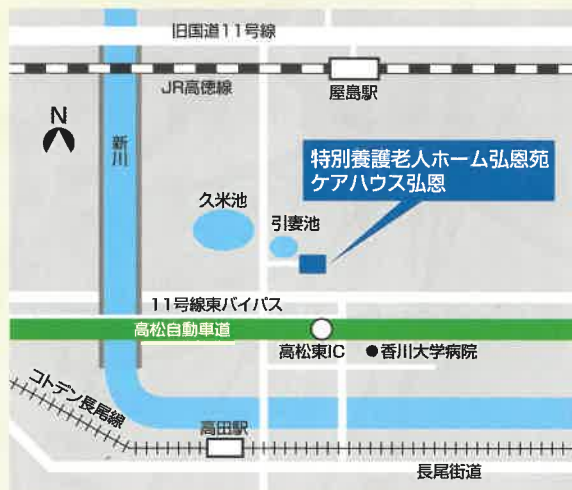 旧国道11号線
JR高徳線
屋島駅
N
新川
特別養護老人ホーム弘恩苑
ケアハウス弘恩
久米池
引妻池
11号線東バイパス
高松自動車道
高松東IC
●香川大学病院
コトデン長尾線
高田駅
長尾街道